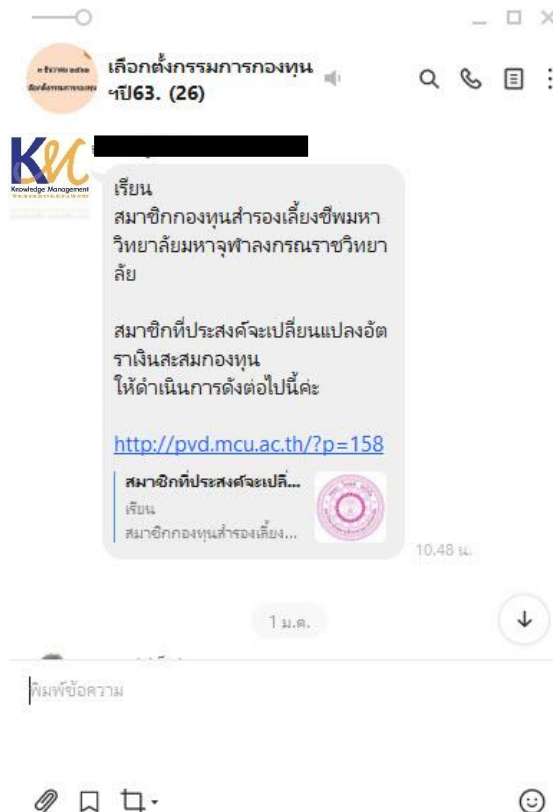 เลือกตั้งกรรมการกองทุน
ฯปี63. (26)
KM
Knowledge Management
เรียน
สมาชิกกองทุนสำรองเลี้ยงชีพมหา
วิทยาลัยมหาจุฬาลงกรณราชวิทยา
ลัย
สมาชิกที่ประสงค์จะเปลี่ยนแปลงอัต
ราเงินสะสมกองทุน
ให้ดำเนินการดังต่อไปนี้ค่ะ
http://pvd.mcu.ac.th/?p=158
สมาชิกที่ประสงค์จะเปลี่...
เรียน
สมาชิกกองทุนสำรองเลี้ยง...
10.48 น.
1 ม.ค.
พิมพ์ข้อความ